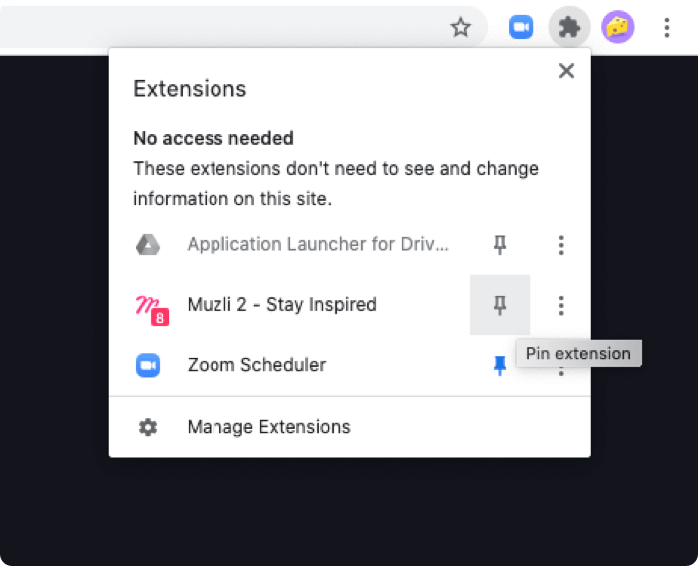 Extensions
No access needed
These extensions don't need to see and change
information on this site.
Application Launcher for Driv...
Muzli 2 - Stay Inspired
8
Pin extension
Zoom Scheduler
Manage Extensions